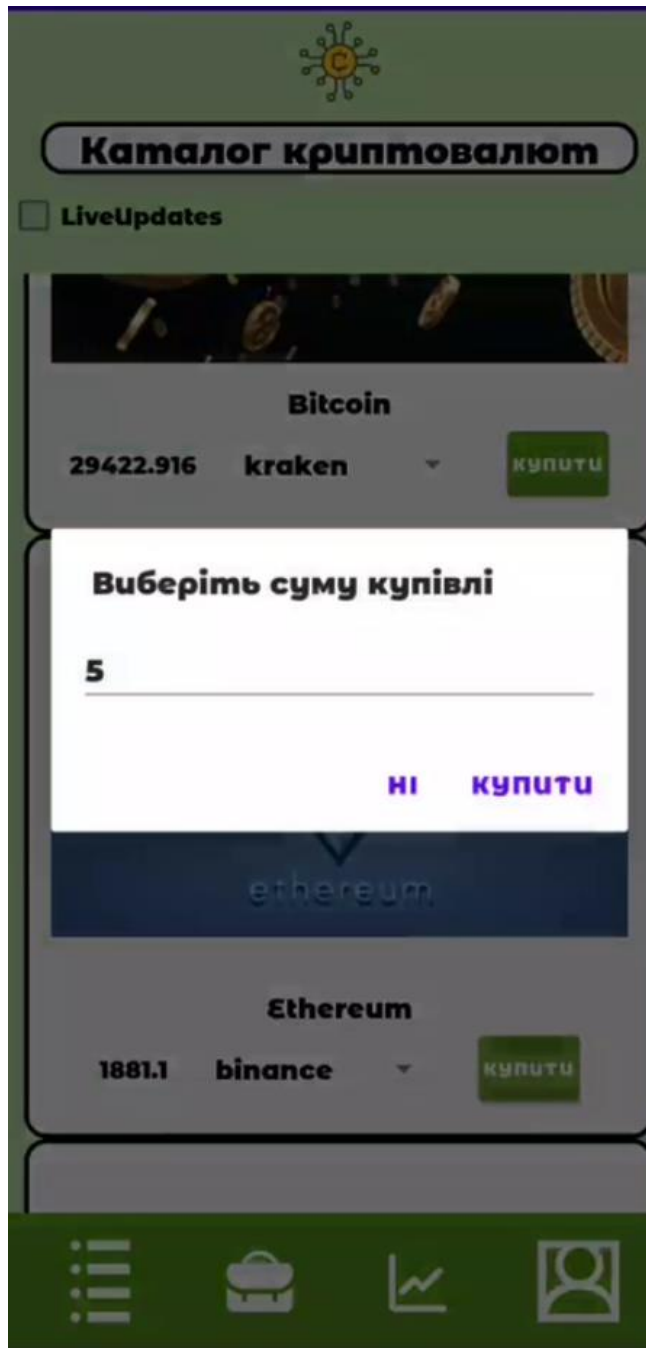 Каталог криптовалют
LiveUpdates
Bitcoin
29422.916 kraken купити
Виберіть суму купівлі
5
НІ КУПИТИ
ethereum
Ethereum
1881.1 binance купити